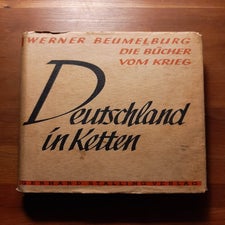 WERNER BEUMELBURG
DIE BÜCHER
VOM KRIEG
Deutschland
in Ketten
GERHARD STALLING VERLAG